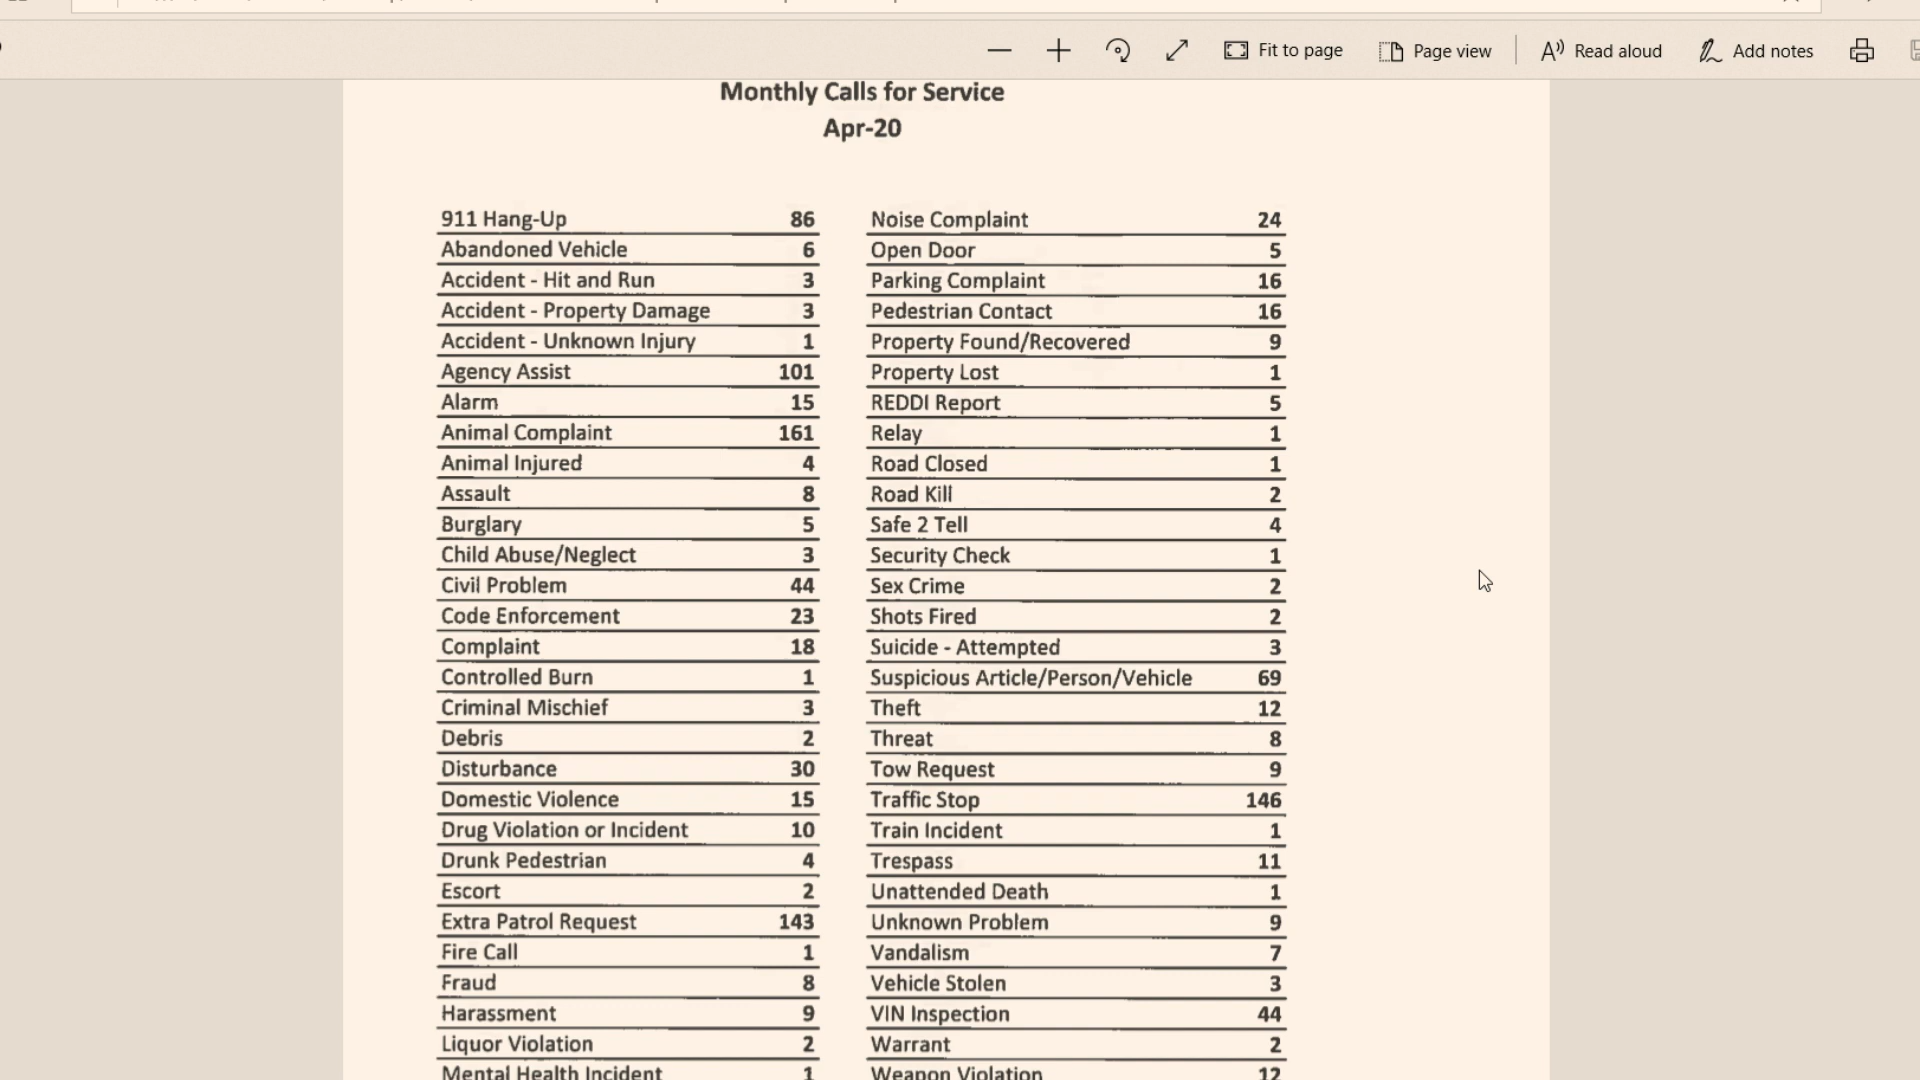 Fit to page
Page view
Read aloud
Add notes
Monthly Calls for Service
Apr-20
911 Hang-Up 86
Abandoned Vehicle 6
Accident - Hit and Run 3
Accident - Property Damage 3
Accident - Unknown Injury 1
Agency Assist 101
Alarm 15
Animal Complaint 161
Animal Injured 4
Assault 8
Burglary 5
Child Abuse/Neglect 3
Civil Problem 44
Code Enforcement 23
Complaint 18
Controlled Burn 1
Criminal Mischief 3
Debris 2
Disturbance 30
Domestic Violence 15
Drug Violation or Incident 10
Drunk Pedestrian 4
Escort 2
Extra Patrol Request 143
Fire Call 1
Fraud 8
Harassment 9
Liquor Violation 2
Mental Health Incident 1
Noise Complaint 24
Open Door 5
Parking Complaint 16
Pedestrian Contact 16
Property Found/Recovered 9
Property Lost 1
REDDI Report 5
Relay 1
Road Closed 1
Road Kill 2
Safe 2 Tell 4
Security Check 1
Sex Crime 2
Shots Fired 2
Suicide - Attempted 3
Suspicious Article/Person/Vehicle 69
Theft 12
Threat 8
Tow Request 9
Traffic Stop 146
Train Incident 1
Trespass 11
Unattended Death 1
Unknown Problem 9
Vandalism 7
Vehicle Stolen 3
VIN Inspection 44
Warrant 2
Weapon Violation 12